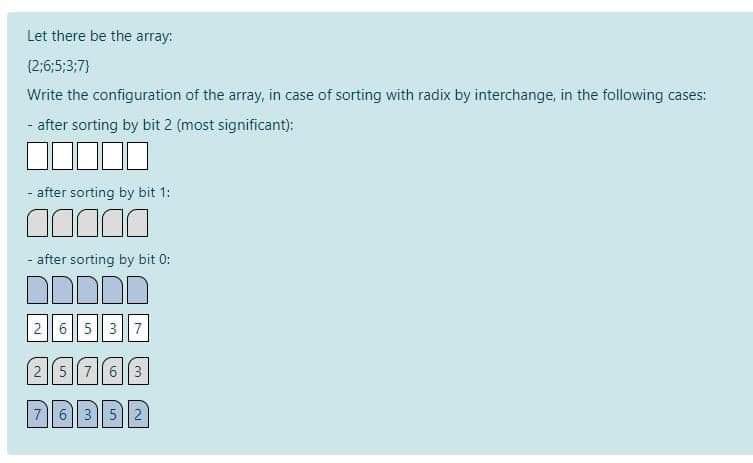 Let there be the array:
{2;6;5;3;7}
Write the configuration of the array, in case of sorting with radix by interchange, in the following cases:
- after sorting by bit 2 (most significant):
- after sorting by bit 1:
- after sorting by bit 0:
2 6 5 3 7
2 5 7 6 3
7 6 3 5 2